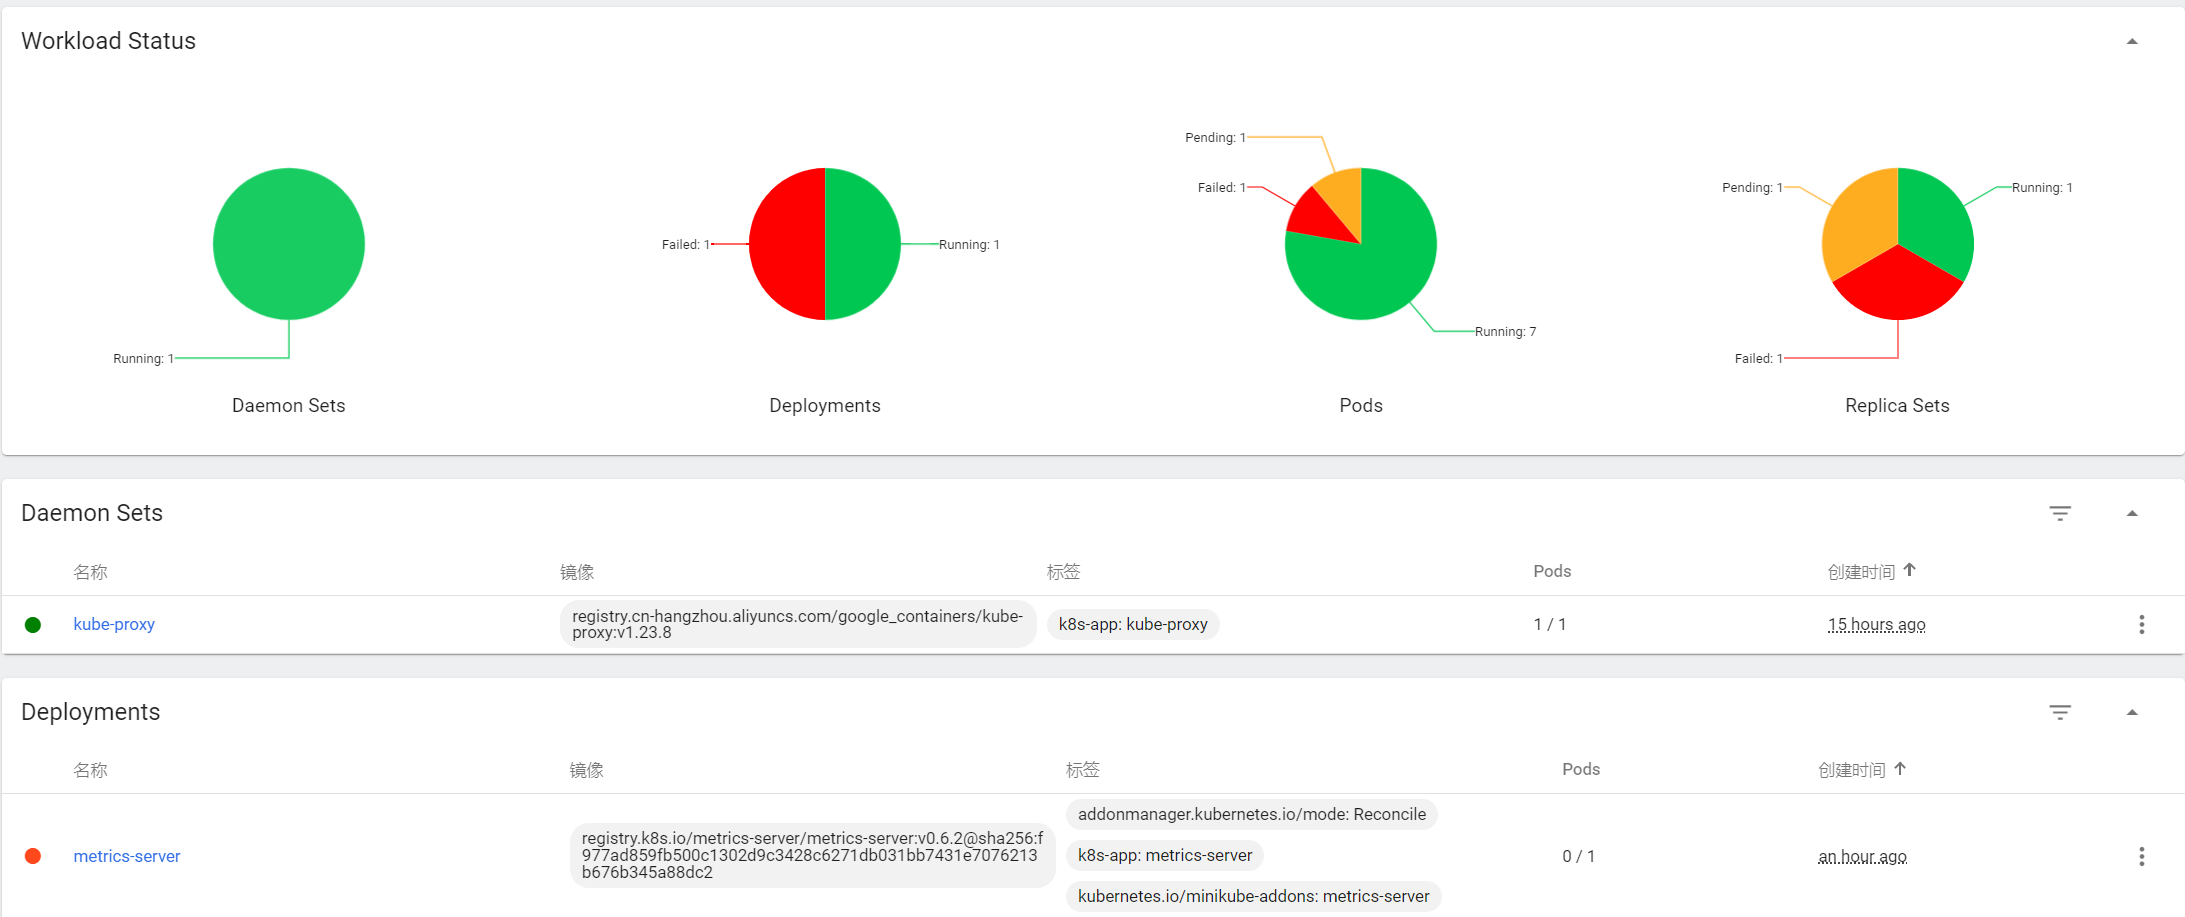 Workload Status
Pending: 1
Failed: 1
Pending: 1
Running: 1
Failed: 1
Running: 1
Running: 7
Running: 1
Failed: 1
Daemon Sets
Deployments
Pods
Replica Sets
Daemon Sets
名称 镜像 标签 Pods 创建时间
kube-proxy
registry.cn-hangzhou.aliyuncs.com/google_containers/kube-
proxy:v1.23.8
k8s-app: kube-proxy
1 / 1
15 hours ago
Deployments
名称 镜像 标签 Pods 创建时间
metrics-server
registry.k8s.io/metrics-server/metrics-server:v0.6.2@sha256:f
977ad859fb500c1302d9c3428c6271db031bb7431e7076213
b676b345a88dc2
addonmanager.kubernetes.io/mode: Reconcile
k8s-app: metrics-server
kubernetes.io/minikube-addons: metrics-server
0 / 1
an hour ago